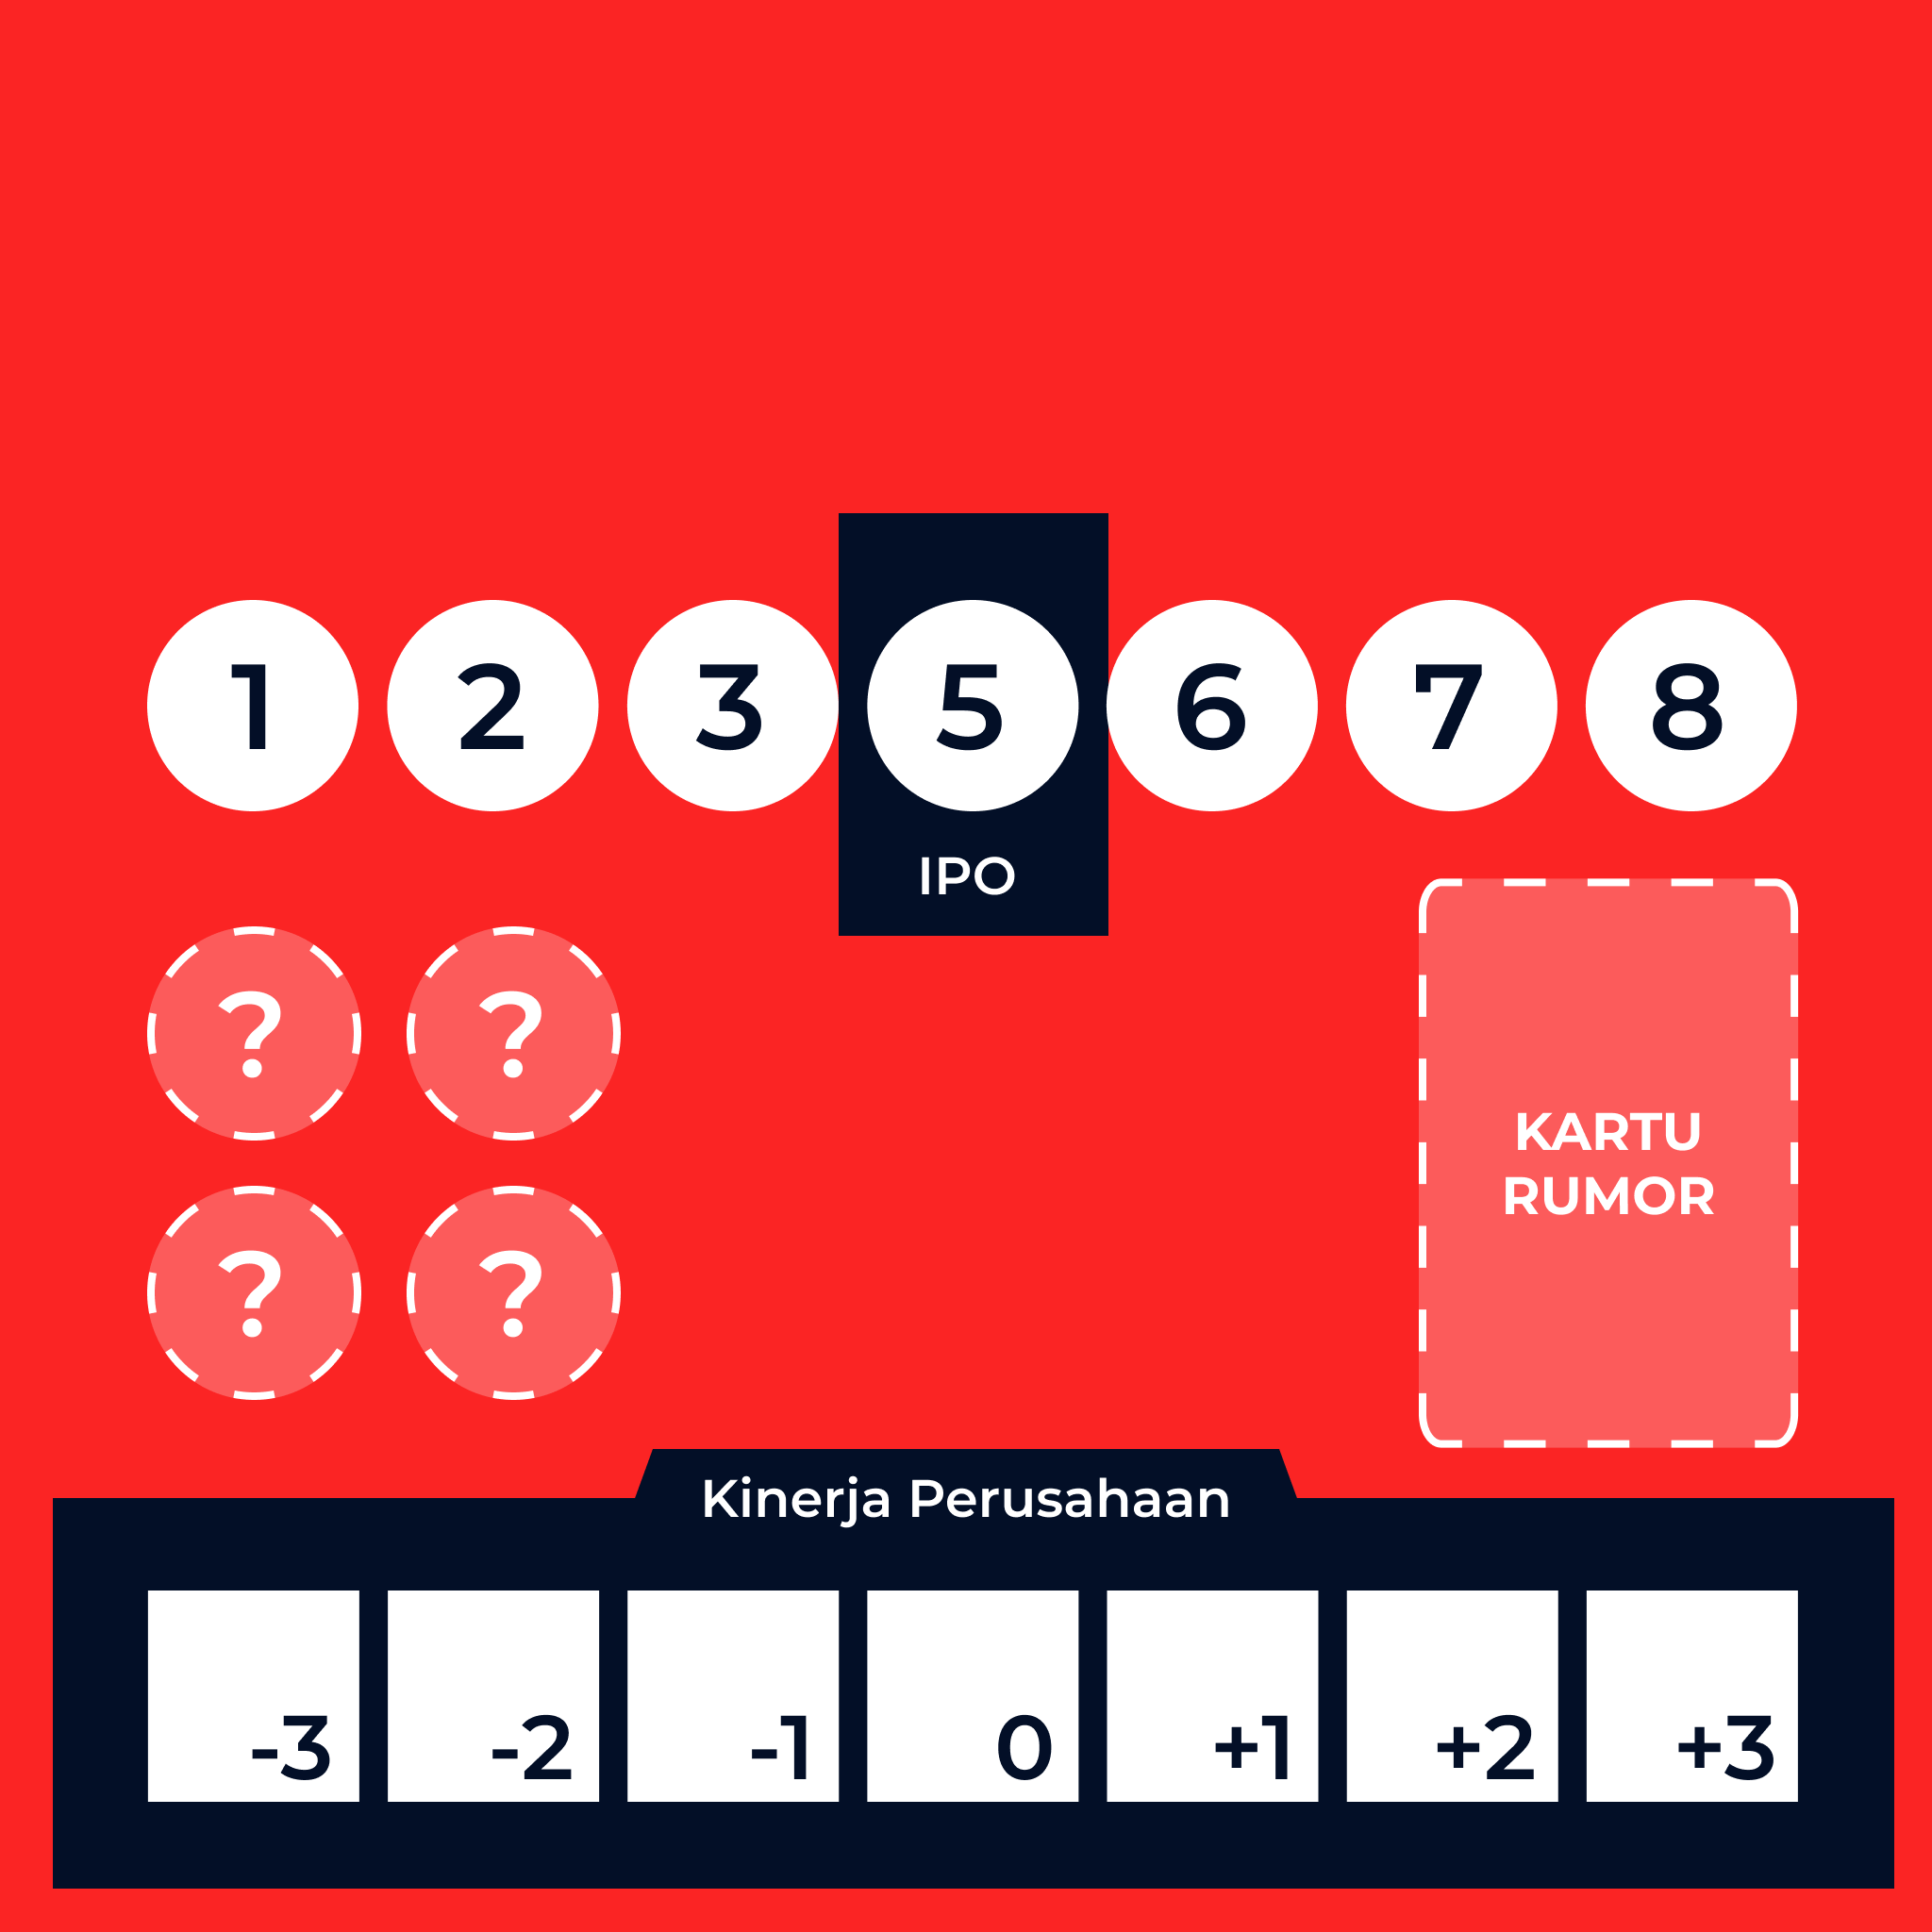 1 2 3 5 6 7 8
IPO
? ?
KARTU
RUMOR
? ?
Kinerja Perusahaan
-3 -2 -1 0 +1 +2 +3